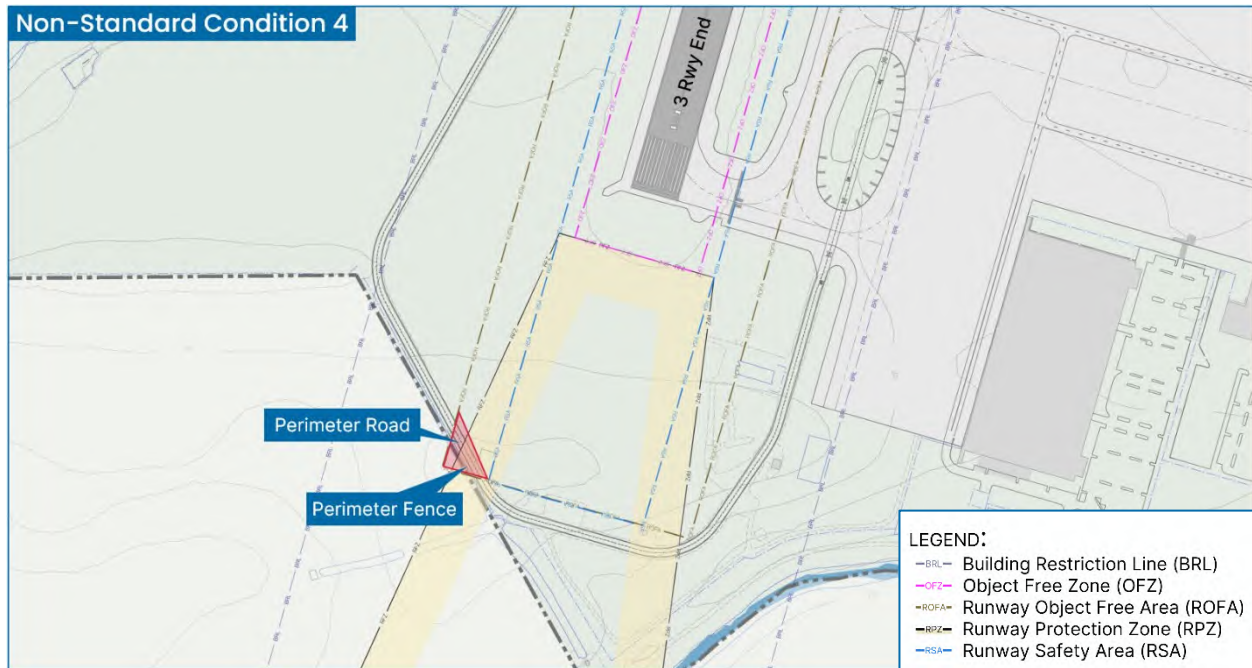 Non-Standard Condition 4
3 Rwy End
Perimeter Road
Perimeter Fence
LEGEND:
BRL Building Restriction Line (BRL)
OFZ Object Free Zone (OFZ)
ROFA Runway Object Free Area (ROFA)
RPZ Runway Protection Zone (RPZ)
RSA Runway Safety Area (RSA)